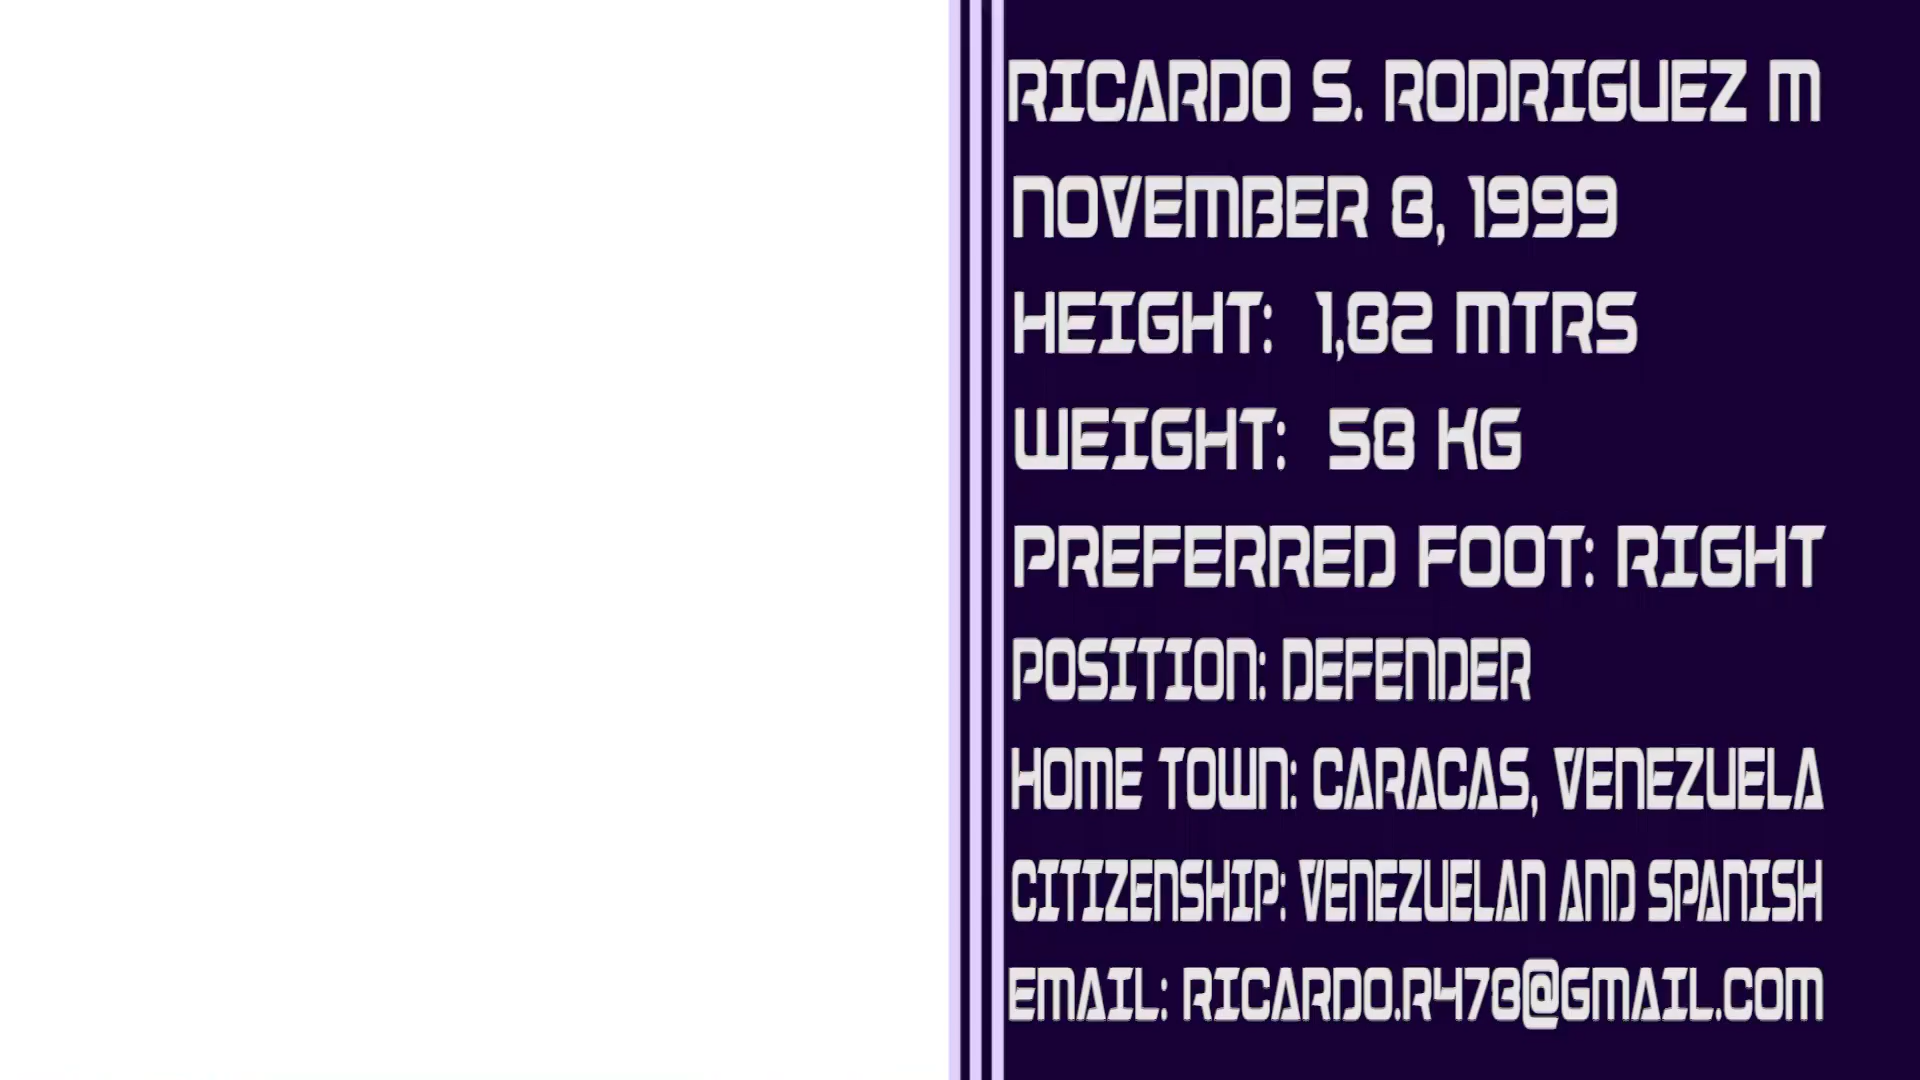 RICARDO S. RODRIGUEZ M
NOVEMBER 8, 1999
HEIGHT: 1,82 MTRS
WEIGHT: 58 KG
PREFERRED FOOT: RIGHT
POSITION: DEFENDER
HOME TOWN: CARACAS, VENEZUELA
CITIZENSHIP: VENEZUELAN AND SPANISH
EMAIL: RICARDO.R478@GMAIL.COM